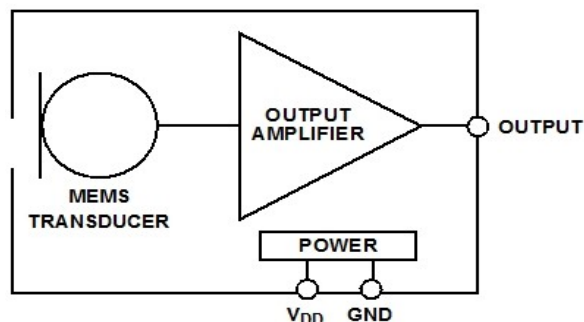 OUTPUT
AMPLIFIER
OUTPUT
MEMS
TRANSDUCER
POWER
VDD GND